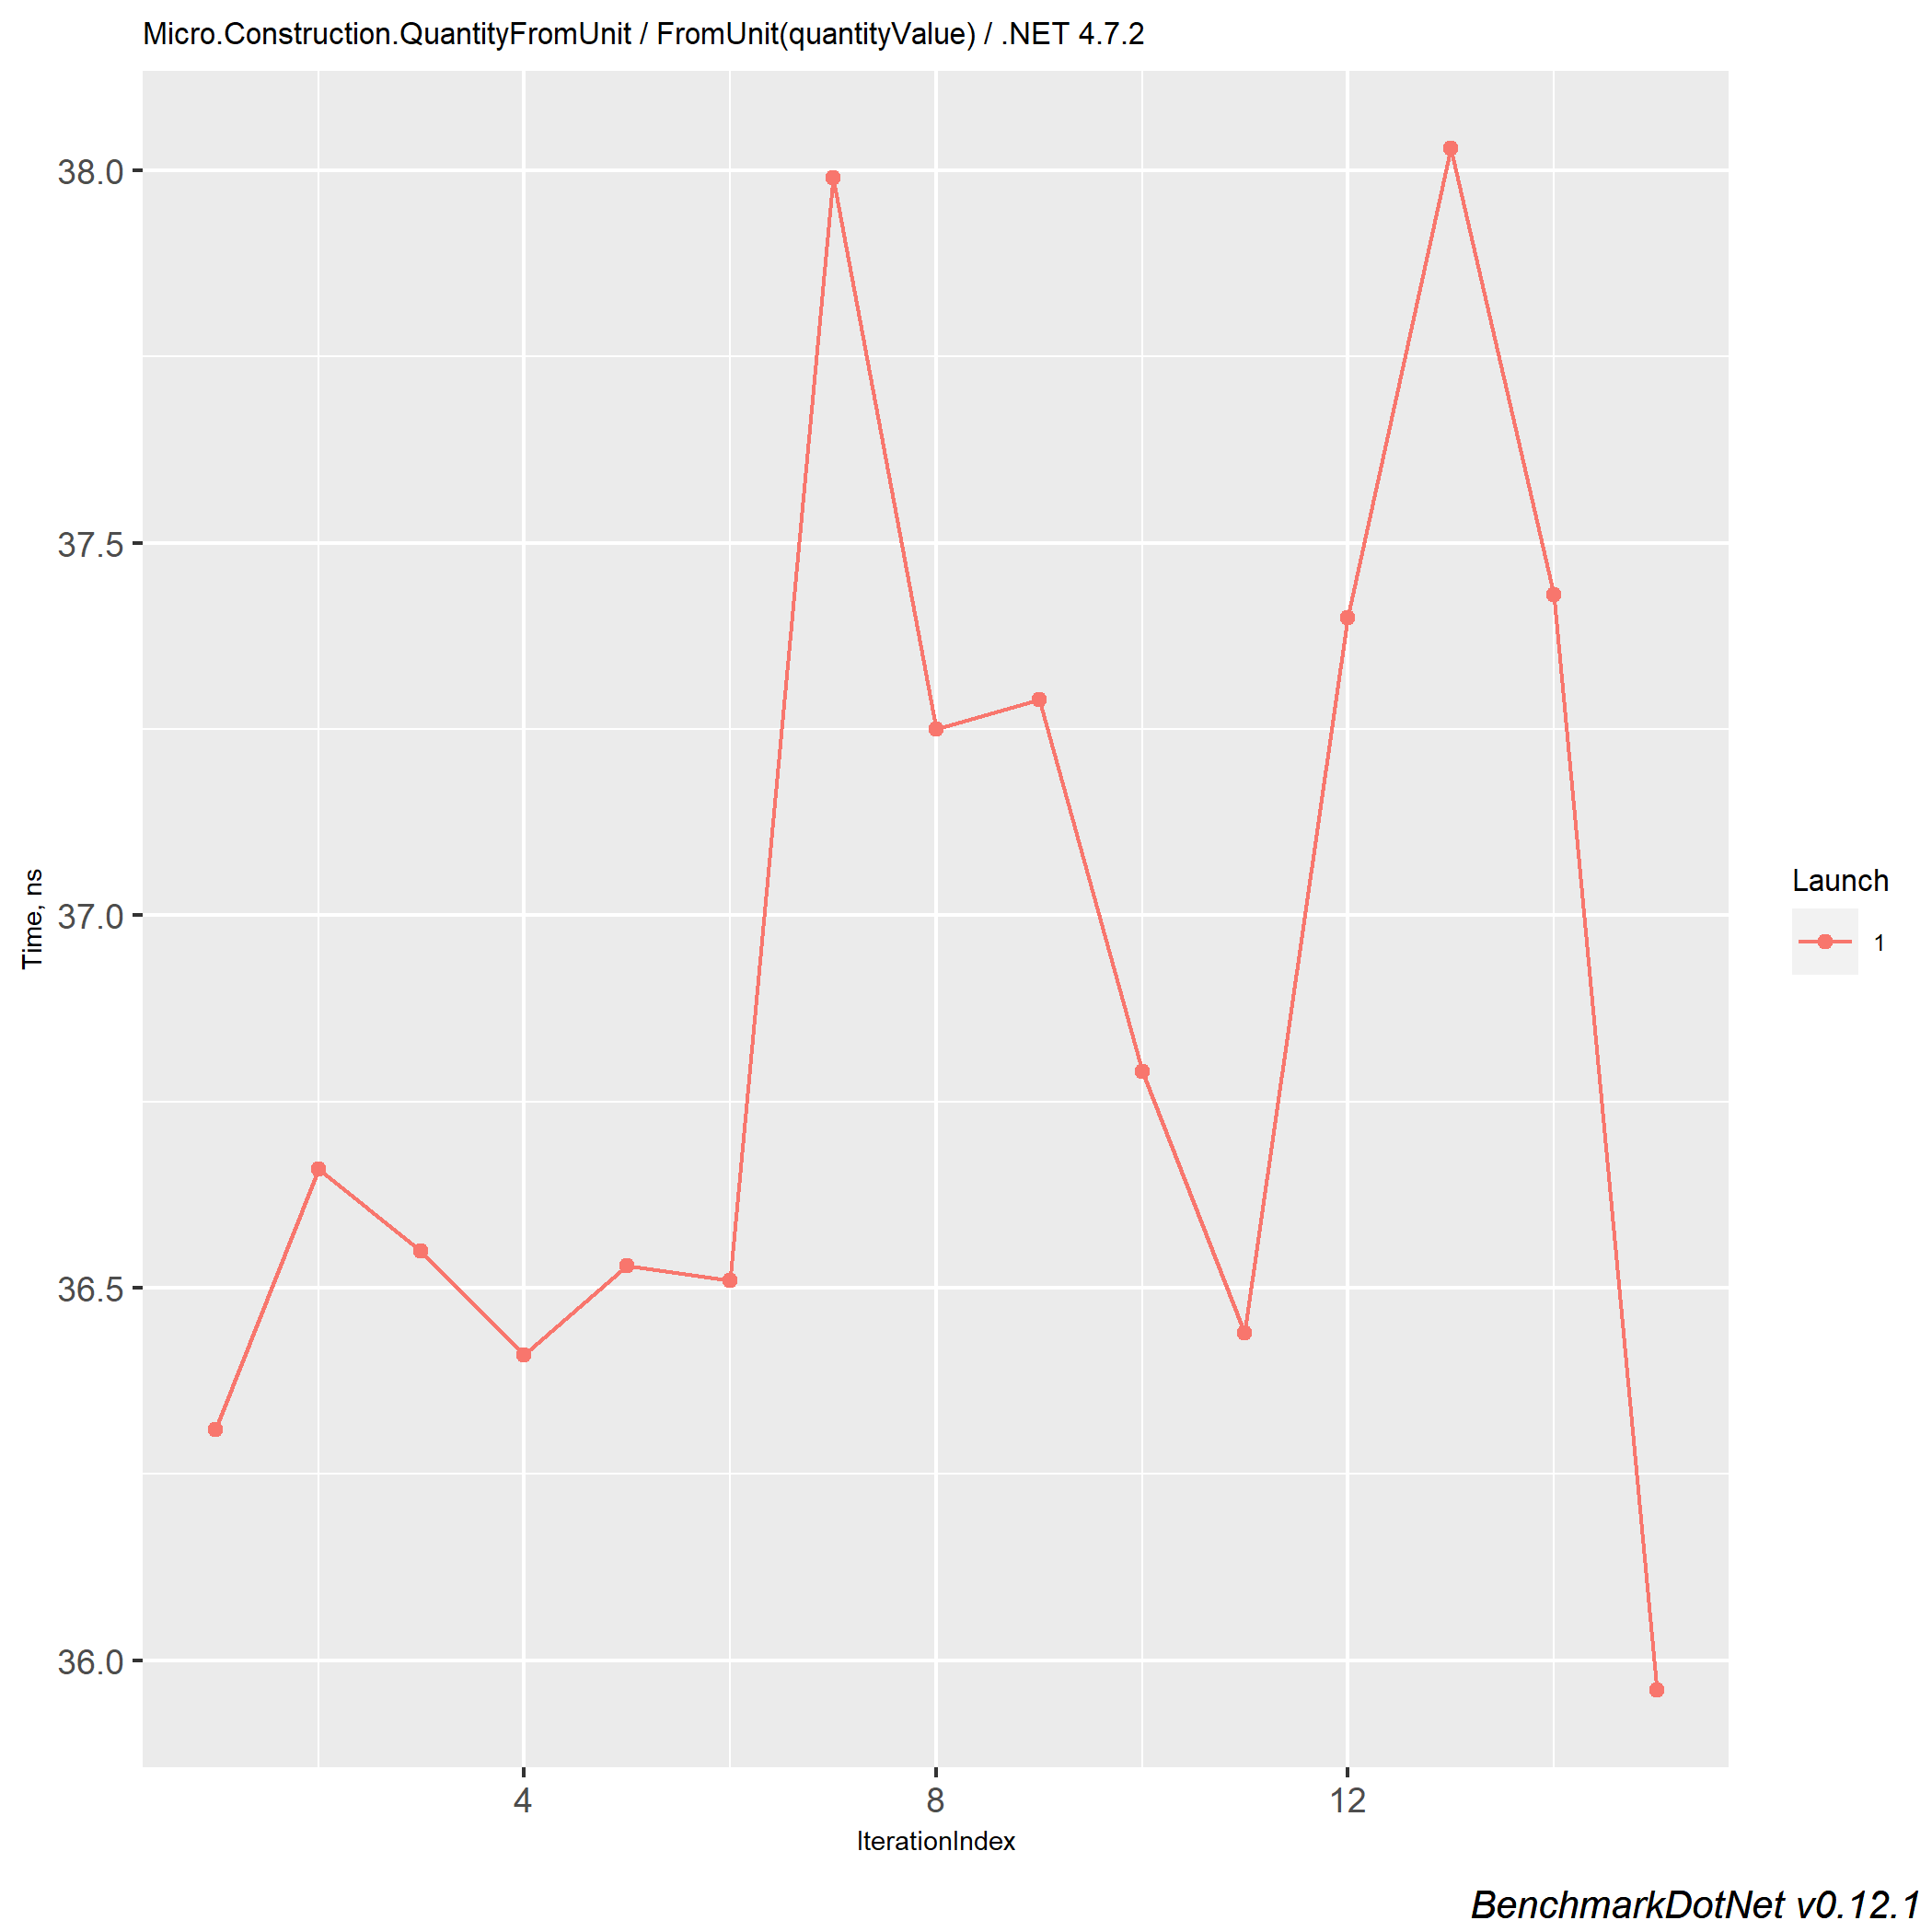 Micro.Construction.QuantityFromUnit / FromUnit(quantityValue) / .NET 4.7.2
38.0
37.5
37.0
36.5
36.0
Time, ns
4 8 12
IterationIndex
Launch
1
BenchmarkDotNet v0.12.1